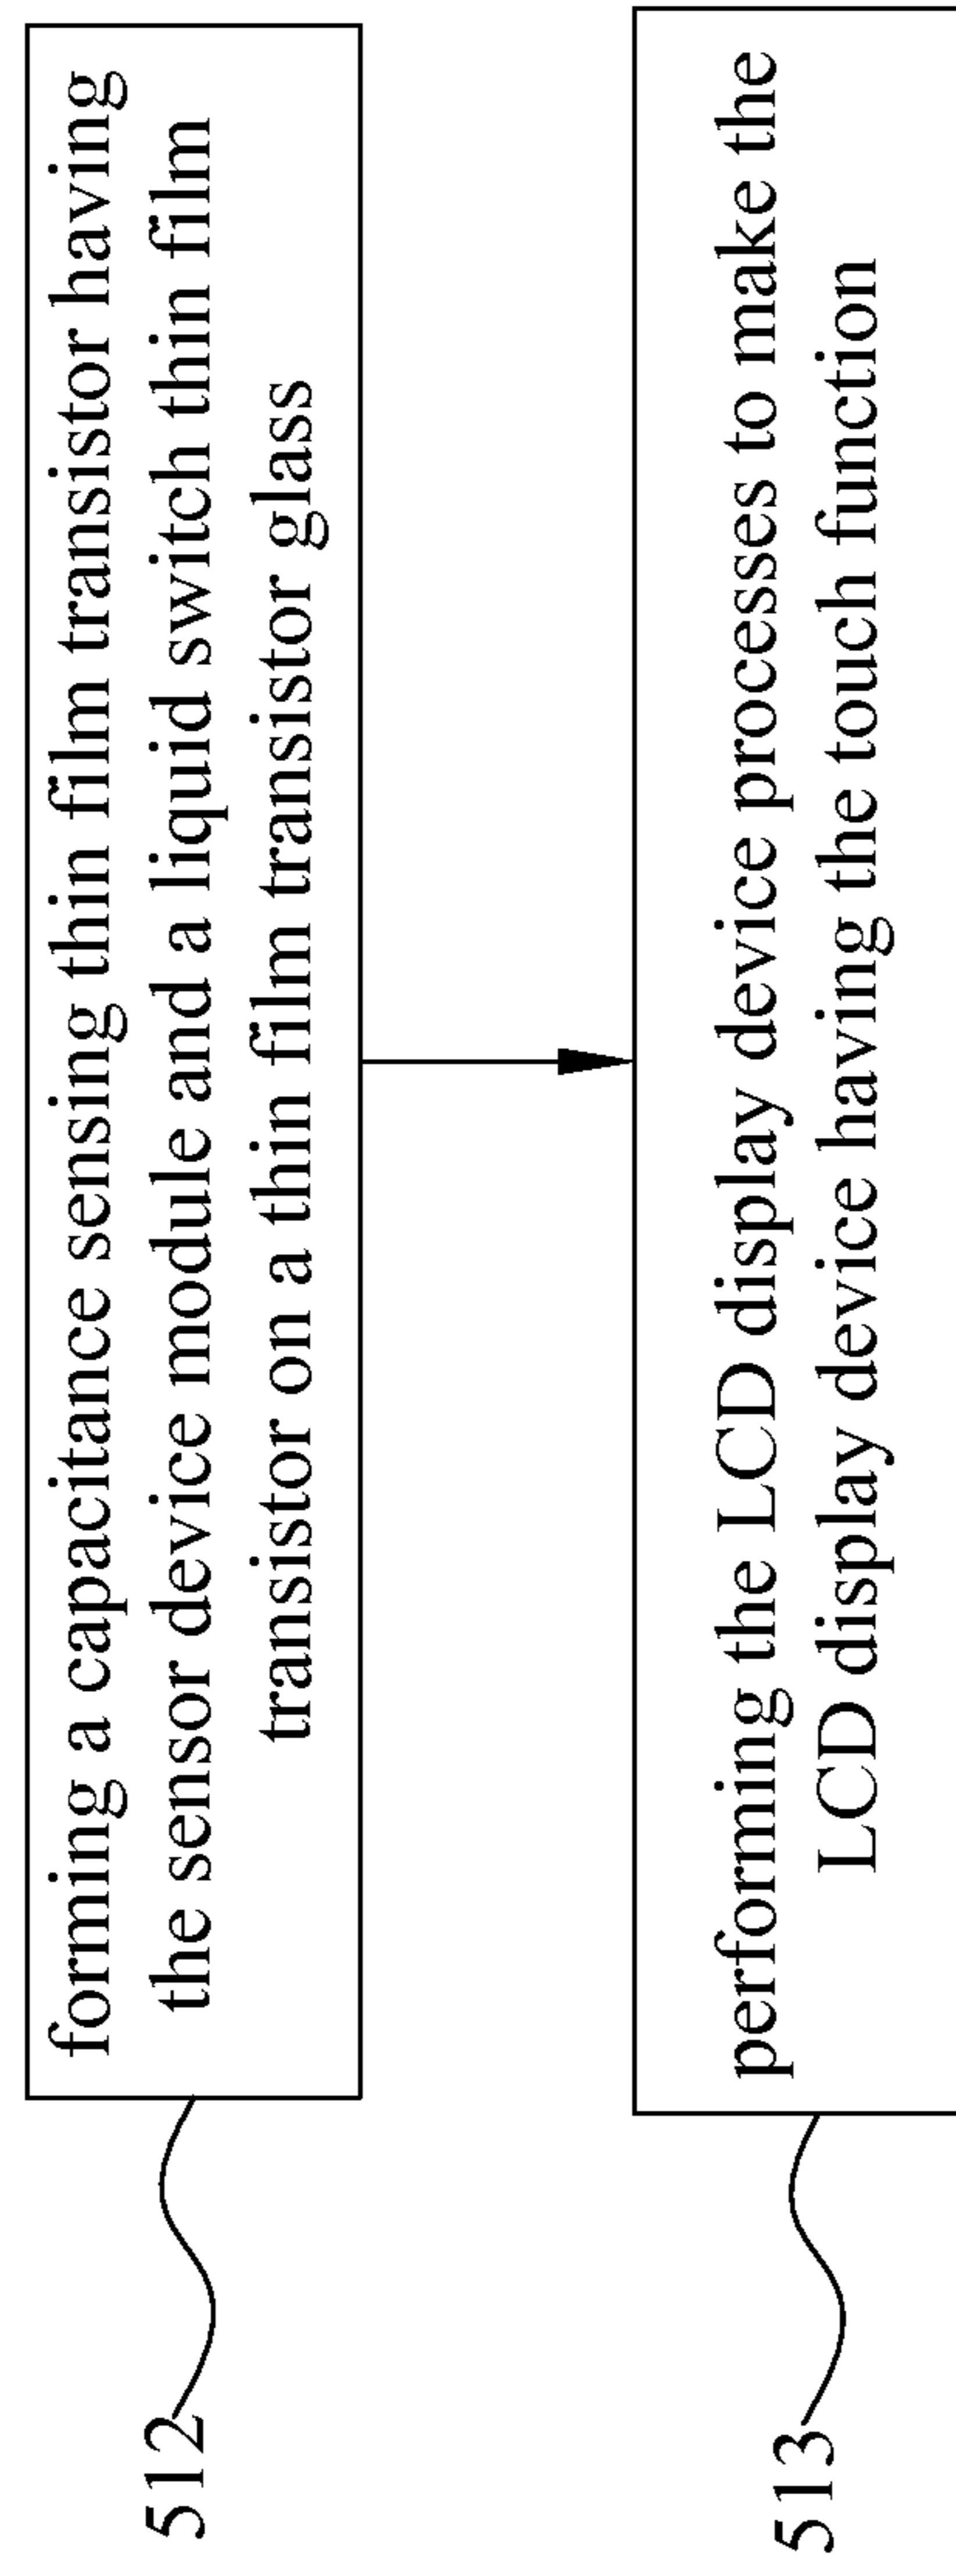 forming a capacitance sensing thin film transistor having
the sensor device module and a liquid switch thin film
transistor on a thin film transistor glass
512
performing the LCD display device processes to make the
LCD display device having the touch function
513